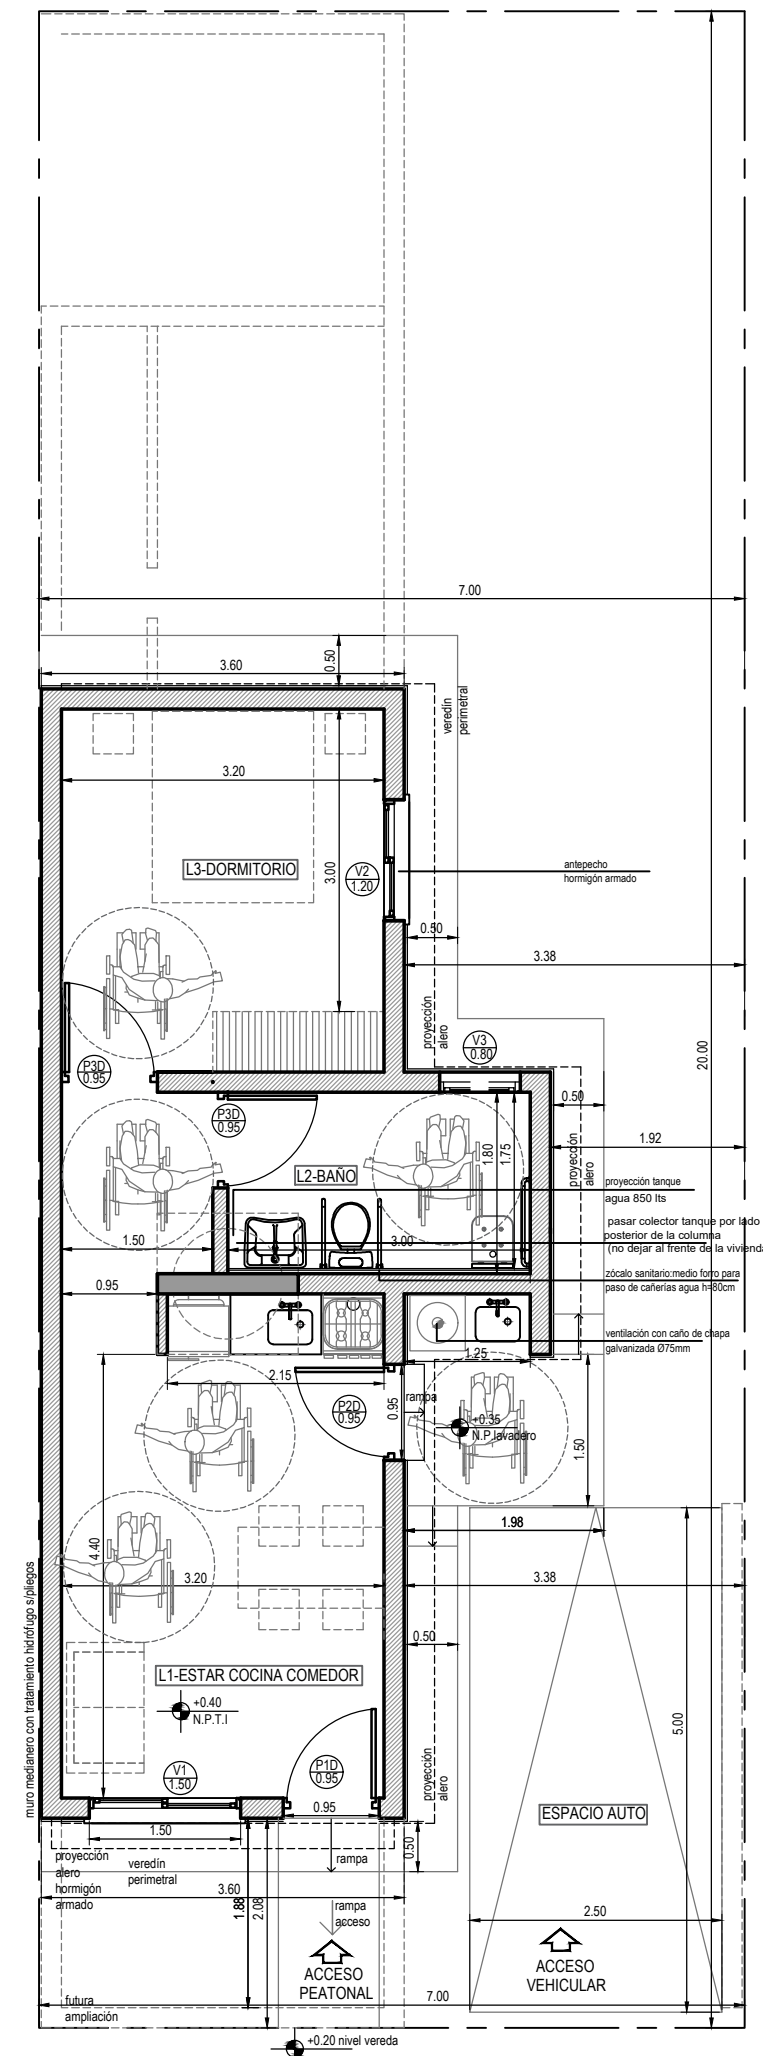 7.00
3.60
0.50
veredín
perimetral
3.20
L3-DORMITORIO
3.00
V2
1.20
antepecho
hormigón armado
0.50
3.38
proyección
alero
20.00
V3
0.80
P3D
0.95
0.50
P3D
0.95
1.92
proyección
alero
1.80
1.75
L2-BAÑO
proyección tanque
agua 850 lts
pasar colector tanque por lado
posterior de la columna
(no dejar al frente de la vivienda
1.50
3.00
zócalo sanitario:medio forro para
paso de cañerías agua h=80cm
0.95
ventilación con caño de chapa
galvanizada Ø75mm
1.25
2.15
rampa
0.95
P2D
0.95
+0.35
N.P.lavadero
1.50
1.98
4.40
3.20
3.38
muro medianero con tratamiento hidrófugo s/pliegos
0.50
L1-ESTAR COCINA COMEDOR
+0.40
N.P.T.I
5.00
V1
1.50
P1D
0.95
proyección
alero
0.95
ESPACIO AUTO
1.50
0.50
proyección
alero
hormigón
armado
veredín
perimetral
rampa
3.60
1.88
2.08
rampa
acceso
2.50
ACCESO
PEATONAL
ACCESO
VEHICULAR
7.00
futura
ampliación
+0.20 nivel vereda